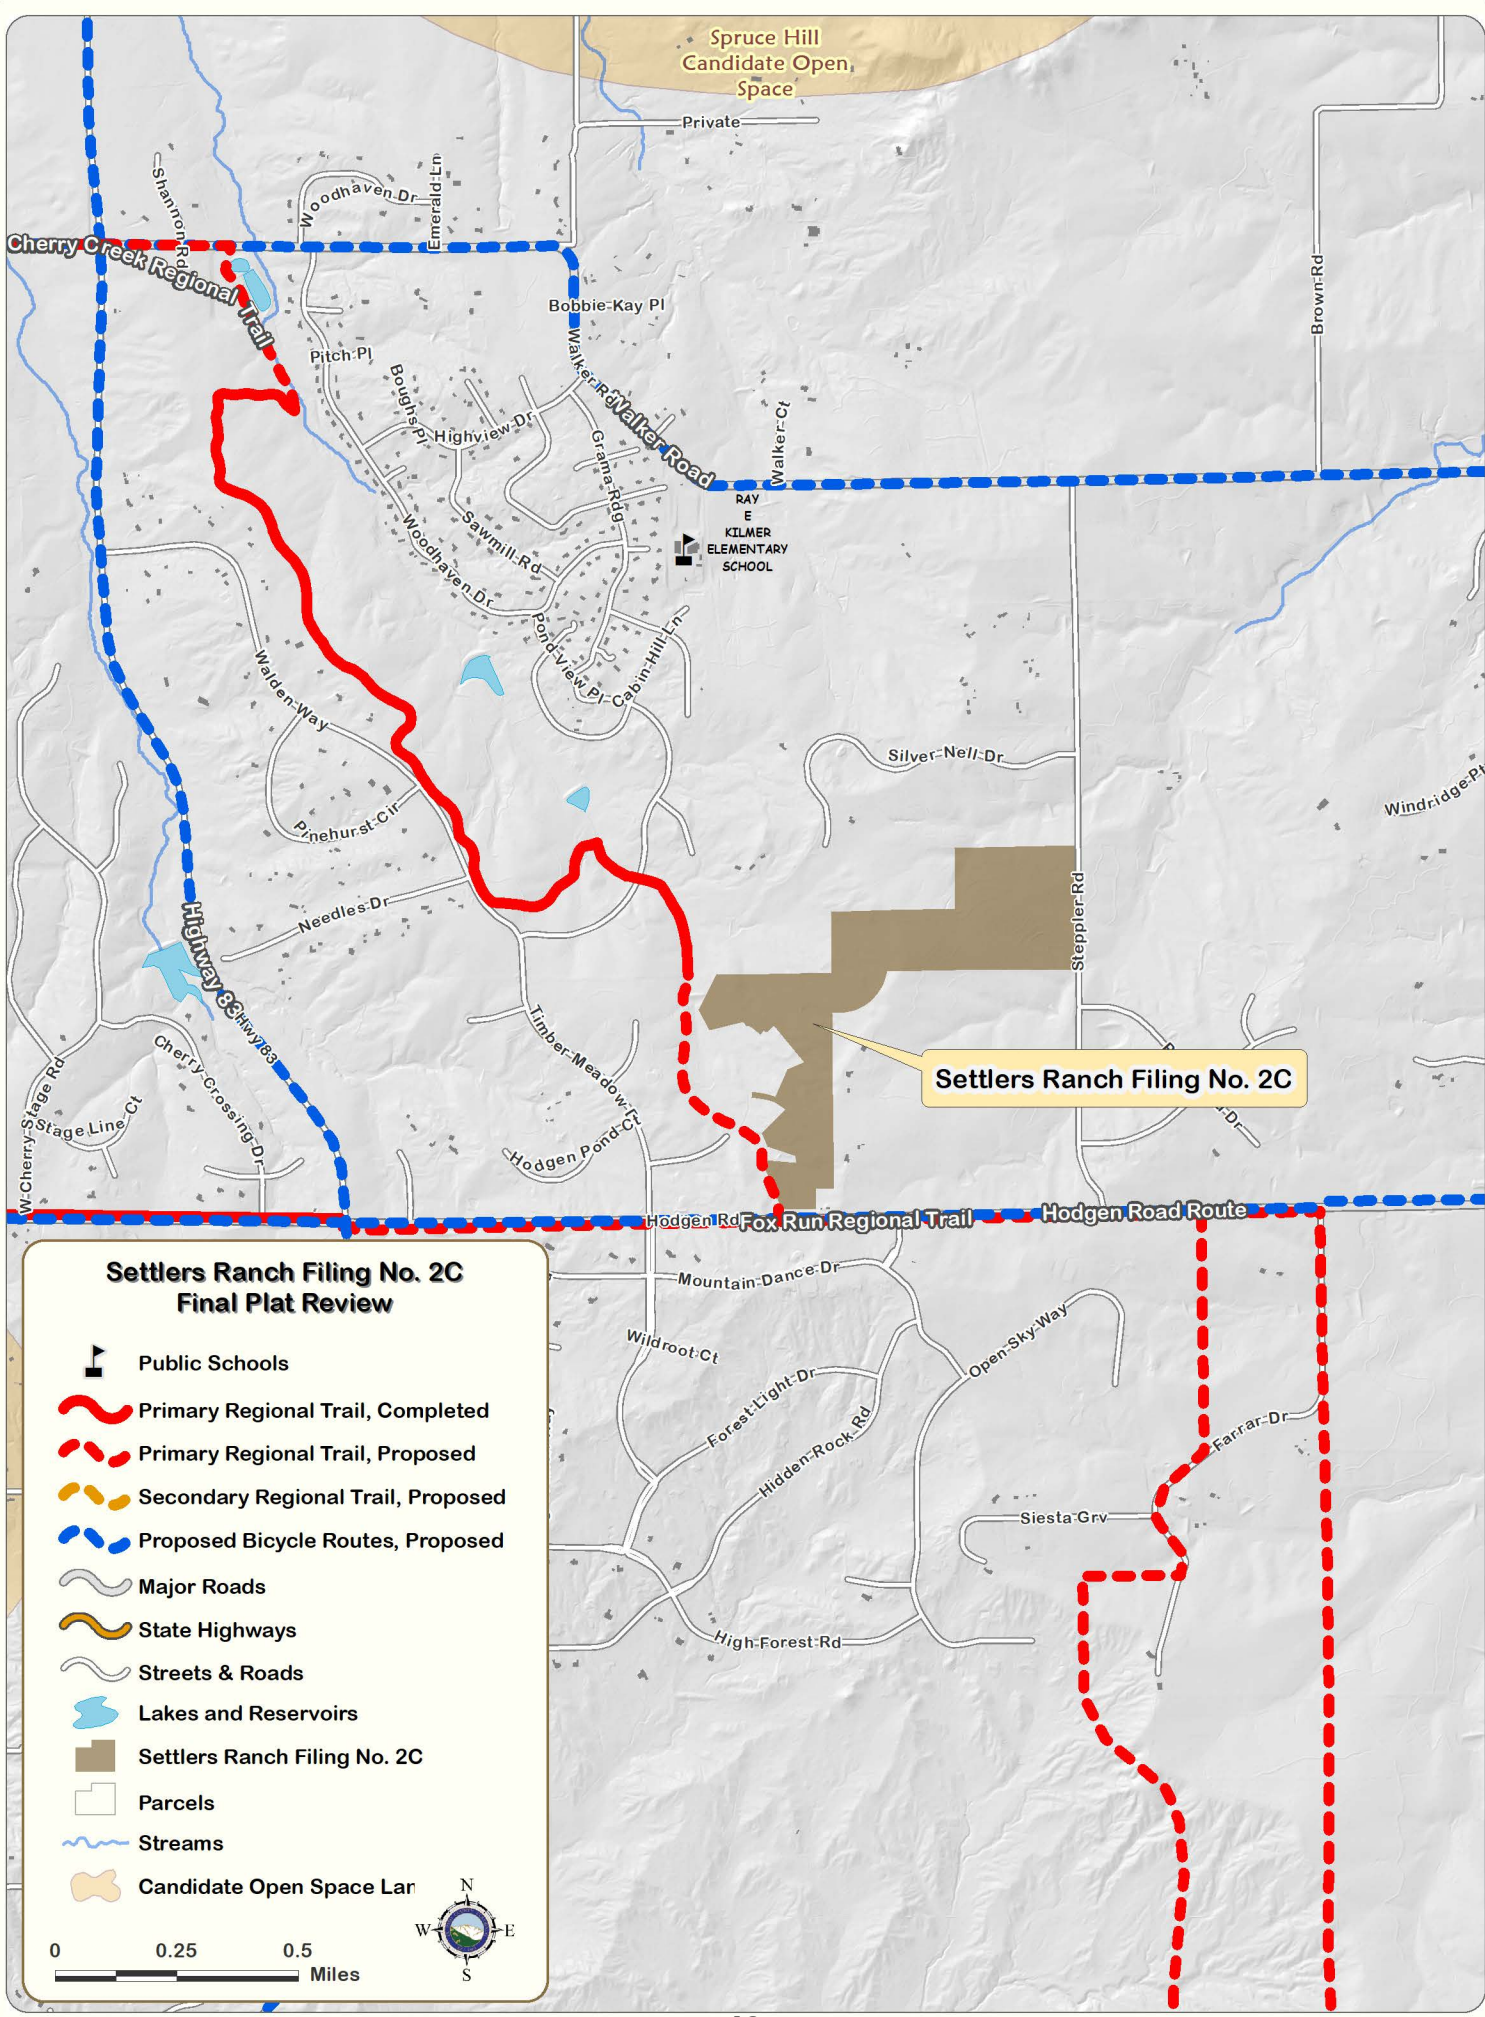 Spruce Hill
Candidate Open
Space
Private
Shannon Rd
Woodhaven Dr
Emerald Ln
Brown Rd
Cherry Creek Regional Trail
Bobbie Kay Pl
Pitch Pl
Walker Rd
Walker Road
Boughs Pl
Highview Dr
Walker Ct
Grama Rdg
RAY
E
KILMER
ELEMENTARY
SCHOOL
Sawmill Rd
Woodhaven Dr
Pond View Pl
Cabin Hill Ln
Walden Way
Silver Nell Dr
Windridge Pt
Pinehurst Cir
Needles Dr
Steppler Rd
Highway 83
Hwy 83
Timber Meadow Dr
Cherry Crossing Dr
Settlers Ranch Filing No. 2C
W Cherry Stage Rd
Stage Line Ct
Hodgen Pond Ct
Hodgen Rd
Fox Run Regional Trail
Hodgen Road Route
Mountain Dance Dr
Wildroot Ct
Open Sky Way
Forest Light Dr
Hidden Rock Rd
Farrar Dr
Siesta Grv
High Forest Rd
Settlers Ranch Filing No. 2C
Final Plat Review
Public Schools
Primary Regional Trail, Completed
Primary Regional Trail, Proposed
Secondary Regional Trail, Proposed
Proposed Bicycle Routes, Proposed
Major Roads
State Highways
Streets & Roads
Lakes and Reservoirs
Settlers Ranch Filing No. 2C
Parcels
Streams
Candidate Open Space Lan
N
W E
S
0 0.25 0.5
Miles